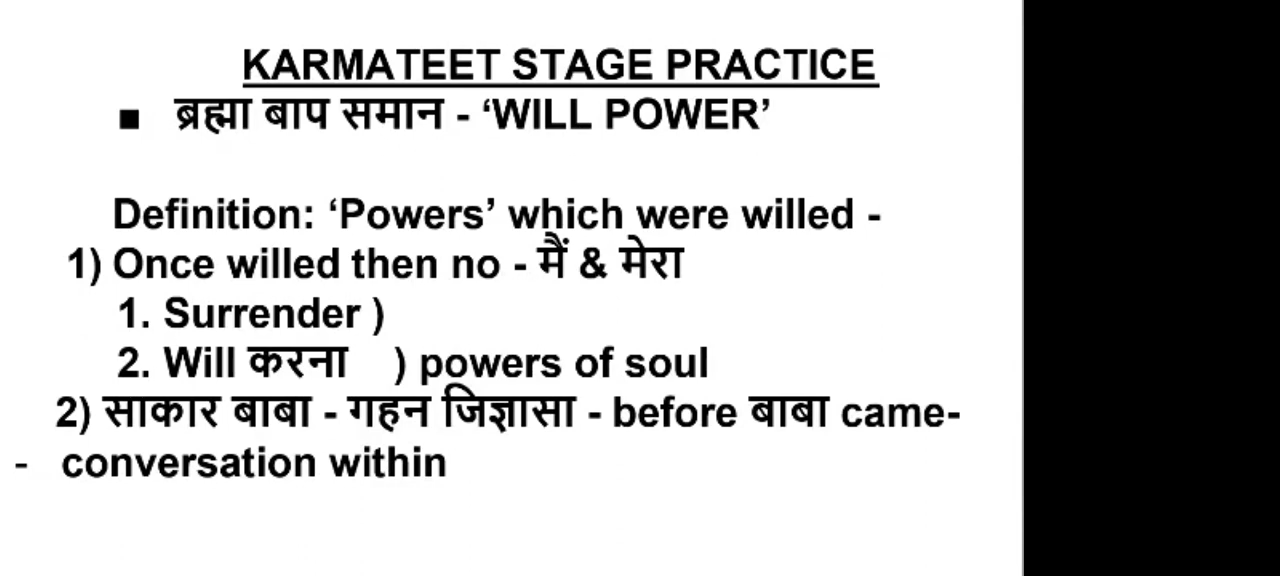 KARMATEET STAGE PRACTICE
▪ ब्रह्मा बाप समान - ‘WILL POWER’
Definition: ‘Powers’ which were willed -
1) Once willed then no - मैं & मेरा
1. Surrender )
2. Will करना ) powers of soul
2) साकार बाबा - गहन जिज्ञासा - before बाबा came-
- conversation within